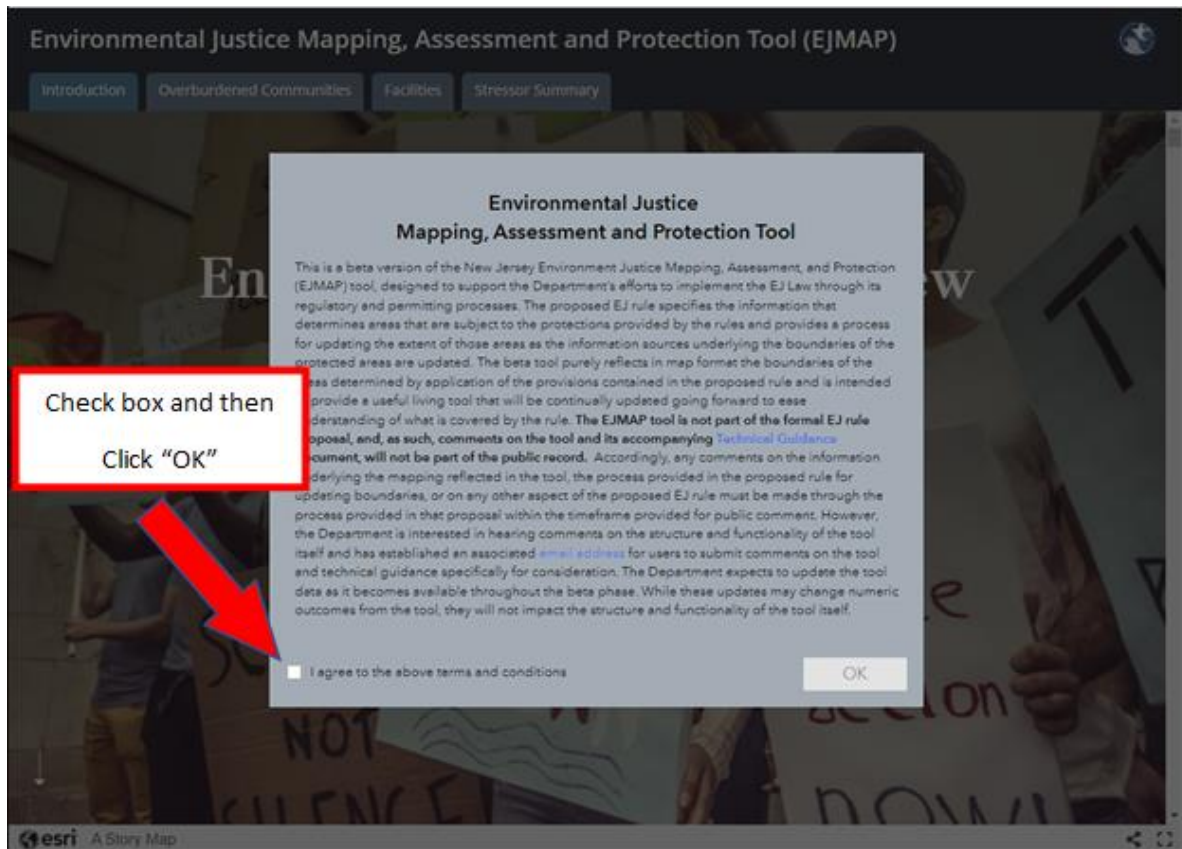 Environmental Justice Mapping, Assessment and Protection Tool (EJMAP)
Introduction
Overburdened Communities
Facilities
Stressor Summary
En
w
Environmental Justice
Mapping, Assessment and Protection Tool
This is a beta version of the New Jersey Environment Justice Mapping, Assessment, and Protection
(EJMAP) tool, designed to support the Department's efforts to implement the EJ Law through its
regulatory and permitting processes. The proposed EJ rule specifies the information that
determines areas that are subject to the protections provided by the rules and provides a process
for updating the extent of those areas as the information sources underlying the boundaries of the
protected areas are updated. The beta tool purely reflects in map format the boundaries of the
eas determined by application of the provisions contained in the proposed rule and is intended
provide a useful living tool that will be continually updated going forward to ease
derstanding of what is covered by the rule. The EJMAP tool is not part of the formal EJ rule
oposal, and, as such, comments on the tool and its accompanying Technical Guidance
ocument, will not be part of the public record. Accordingly, any comments on the information
derlying the mapping reflected in the tool, the process provided in the proposed rule for
updating boundaries, or on any other aspect of the proposed EJ rule must be made through the
process provided in that proposal within the timeframe provided for public comment. However,
the Department is interested in hearing comments on the structure and functionality of the tool
itself and has established an associated email address for users to submit comments on the tool
and technical guidance specifically for consideration. The Department expects to update the tool
data as it becomes available throughout the beta phase. While these updates may change numeric
outcomes from the tool, they will not impact the structure and functionality of the tool itself.
Check box and then
Click "OK"
I agree to the above terms and conditions
OK
NOT
SILENCE
NOW!
esri A Story Map